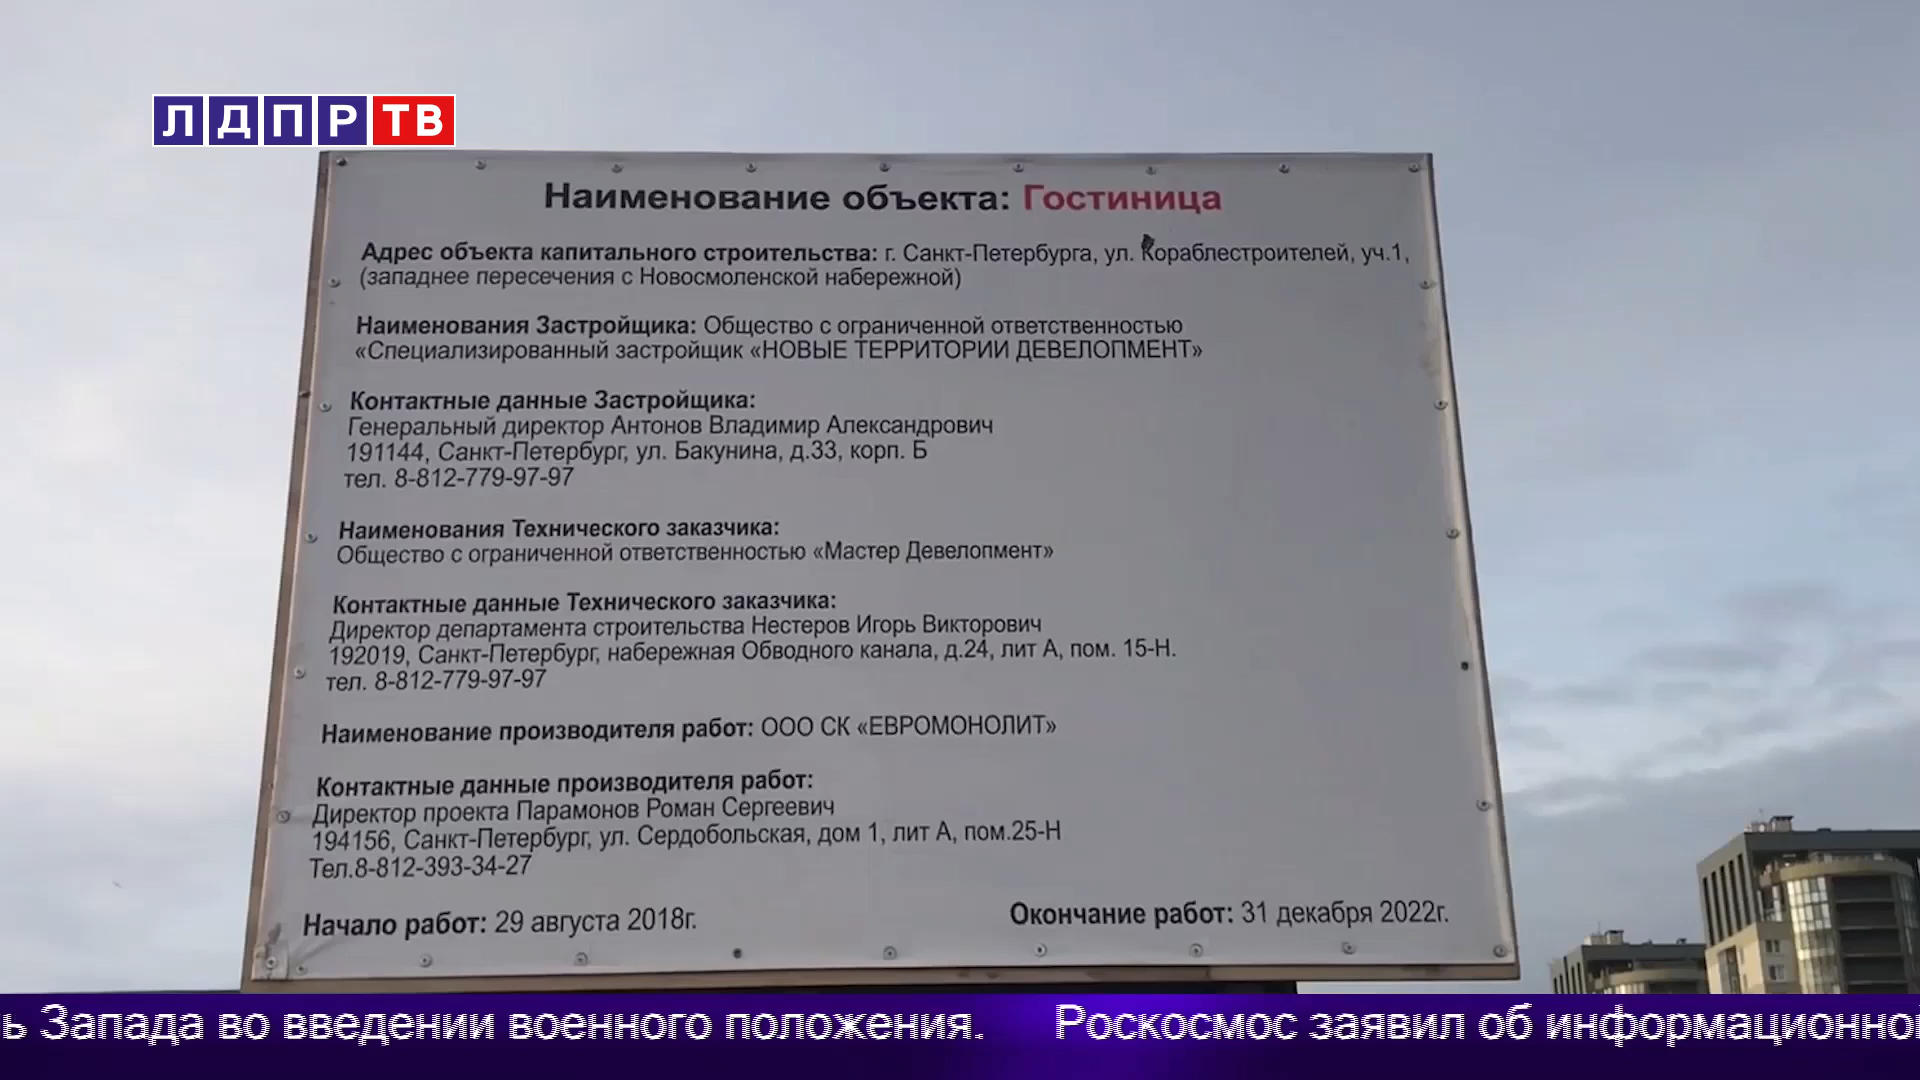 ЛДПР ТВ
Наименование объекта: Гостиница
Адрес объекта капитального строительства: г. Санкт-Петербурга, ул. Кораблестроителей, уч.1,
(западнее пересечения с Новосмоленской набережной)
Наименования Застройщика: Общество с ограниченной ответственностью
«Специализированный застройщик «НОВЫЕ ТЕРРИТОРИИ ДЕВЕЛОПМЕНТ»
Контактные данные Застройщика:
Генеральный директор Антонов Владимир Александрович
191144, Санкт-Петербург, ул. Бакунина, д.33, корп. Б
тел. 8-812-779-97-97
Наименования Технического заказчика:
Общество с ограниченной ответственностью «Мастер Девелопмент»
Контактные данные Технического заказчика:
Директор департамента строительства Нестеров Игорь Викторович
192019, Санкт-Петербург, набережная Обводного канала, д.24, лит А, пом. 15-Н.
тел. 8-812-779-97-97
Наименование производителя работ: ООО СК «ЕВРОМОНОЛИТ»
Контактные данные производителя работ:
Директор проекта Парамонов Роман Сергеевич
194156, Санкт-Петербург, ул. Сердобольская, дом 1, лит А, пом.25-Н
Тел.8-812-393-34-27
Начало работ: 29 августа 2018г. Окончание работ: 31 декабря 2022г.
ь Запада во введении военного положения. Роскосмос заявил об информационно